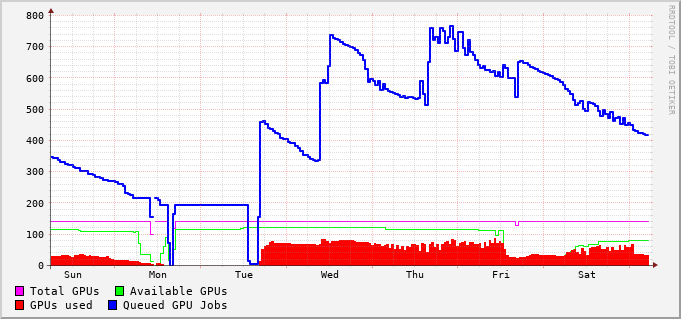 800
700
600
500
400
300
200
100
0
Sun Mon Tue Wed Thu Fri Sat
Total GPUs Available GPUs
GPUs used Queued GPU Jobs
RRDTOOL / TOBI OETIKER